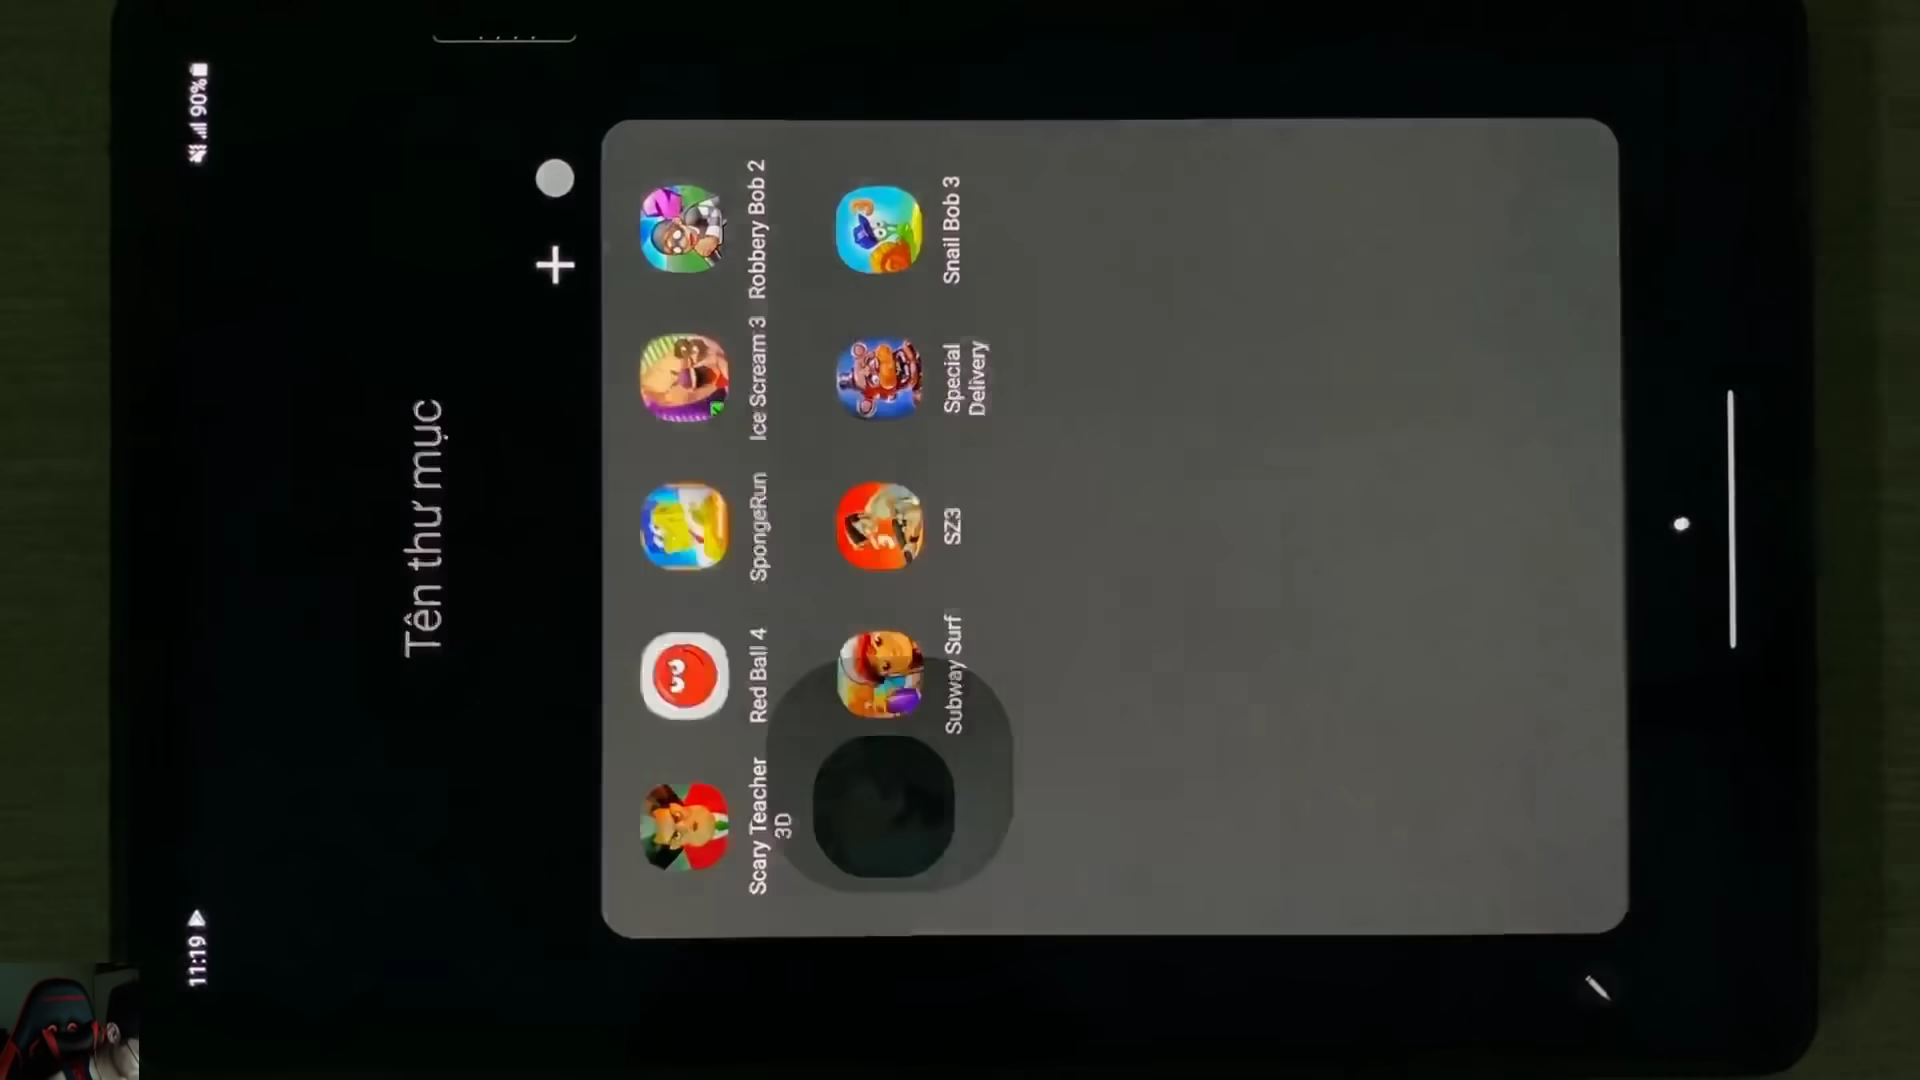 11:19
90%
Tên thư mục
Scary Teacher
3D
Red Ball 4
SpongeRun
Ice Scream 3
Robbery Bob 2
Subway Surf
SZ3
Special
Delivery
Snail Bob 3